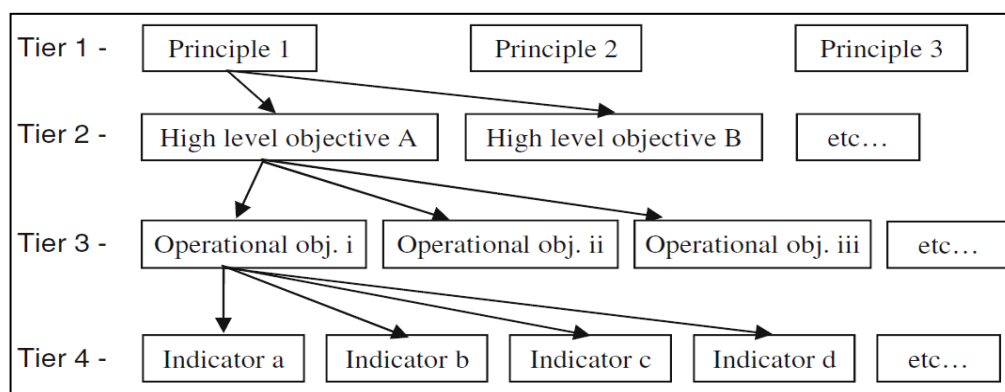 Tier 1 - Principle 1 Principle 2 Principle 3
Tier 2 - High level objective A High level objective B etc…
Tier 3 - Operational obj. i Operational obj. ii Operational obj. iii etc…
Tier 4 - Indicator a Indicator b Indicator c Indicator d etc…